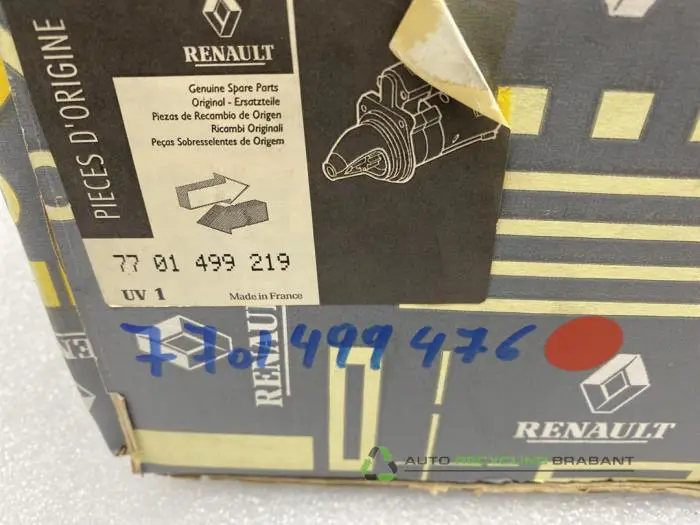 PIECES D'ORIGINE
RENAULT
Genuine Spare Parts
Original - Ersatzteile
Piezas de Recambio de Origen
Ricambi Originali
Peças Sobresselentes de Origem
77 01 499 219
UV 1
Made in France
7701499476
RENAULT
AUTO RECYCLING BRABANT